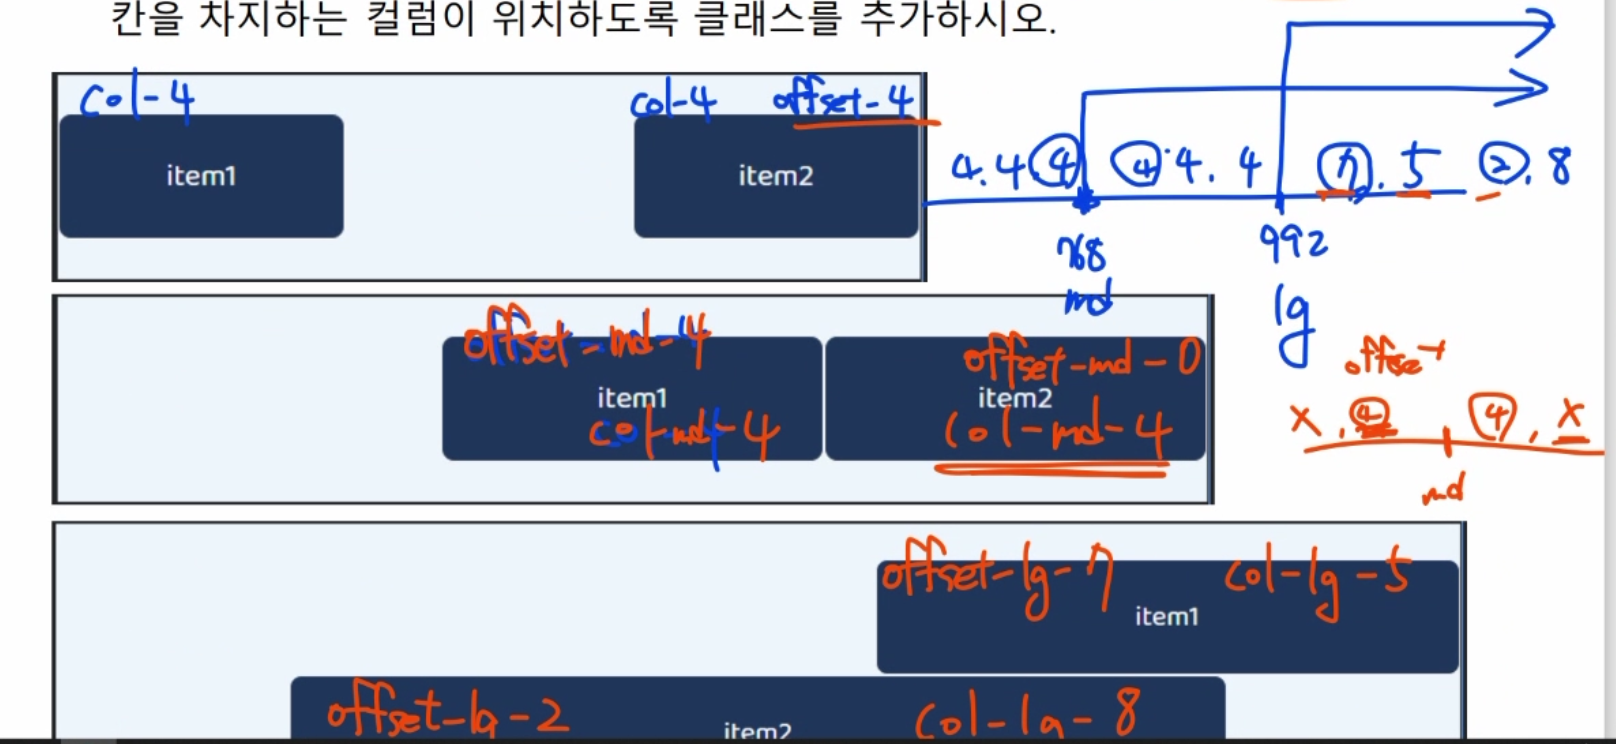 칸을 차지하는 컬럼이 위치하도록 클래스를 추가하시오.
col-4 col-4 offset-4
item1 item2
4.4④ ④.4.4 ⑦.5 ②.8
768 992
md lg
offset-md-4 offset-md-0
item1 item2
col-md-4 col-md-4
offset
x,④ ④,x
md
offset-lg-7 col-lg-5
item1
offset-lg-2 col-lg-8
item2